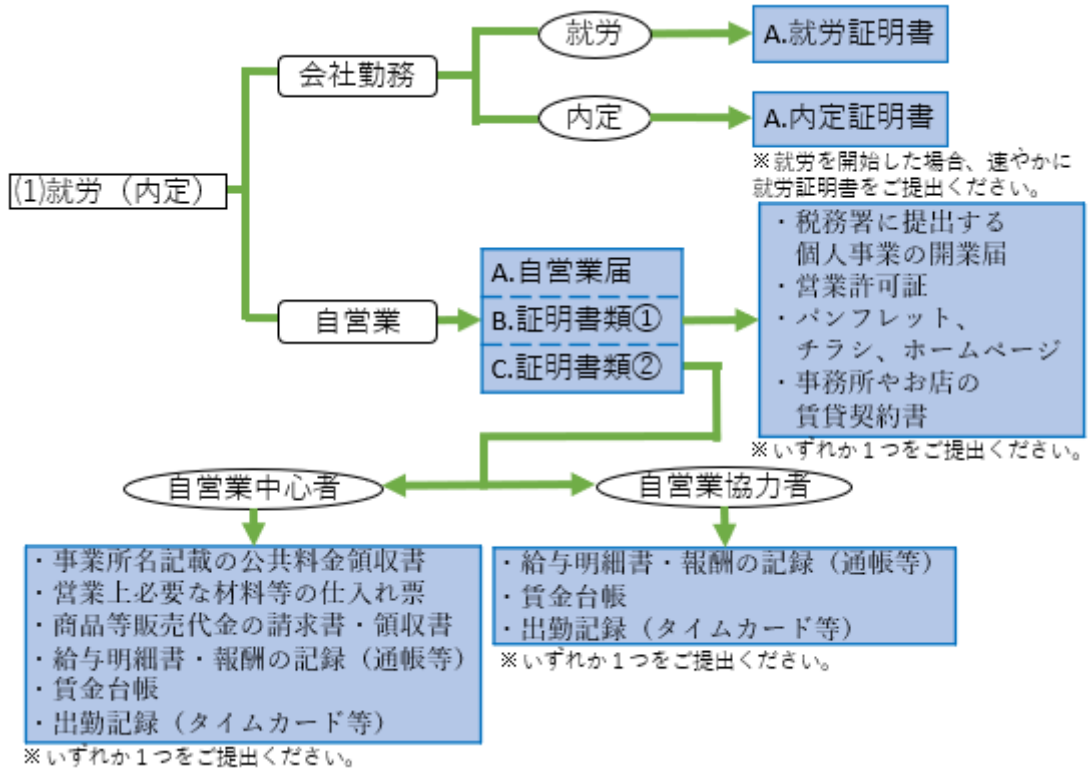 就労
A.就労証明書
会社勤務
内定
A.内定証明書
※就労を開始した場合、速やかに
就労証明書をご提出ください。
⑴就労（内定）
自営業
A.自営業届
B.証明書類①
C.証明書類②
・税務署に提出する
個人事業の開業届
・営業許可証
・パンフレット、
チラシ、ホームページ
・事務所やお店の
賃貸契約書
※いずれか１つをご提出ください。
自営業中心者
自営業協力者
・事業所名記載の公共料金領収書
・営業上必要な材料等の仕入れ票
・商品等販売代金の請求書・領収書
・給与明細書・報酬の記録（通帳等）
・賃金台帳
・出勤記録（タイムカード等）
※いずれか１つをご提出ください。
・給与明細書・報酬の記録（通帳等）
・賃金台帳
・出勤記録（タイムカード等）
※いずれか１つをご提出ください。